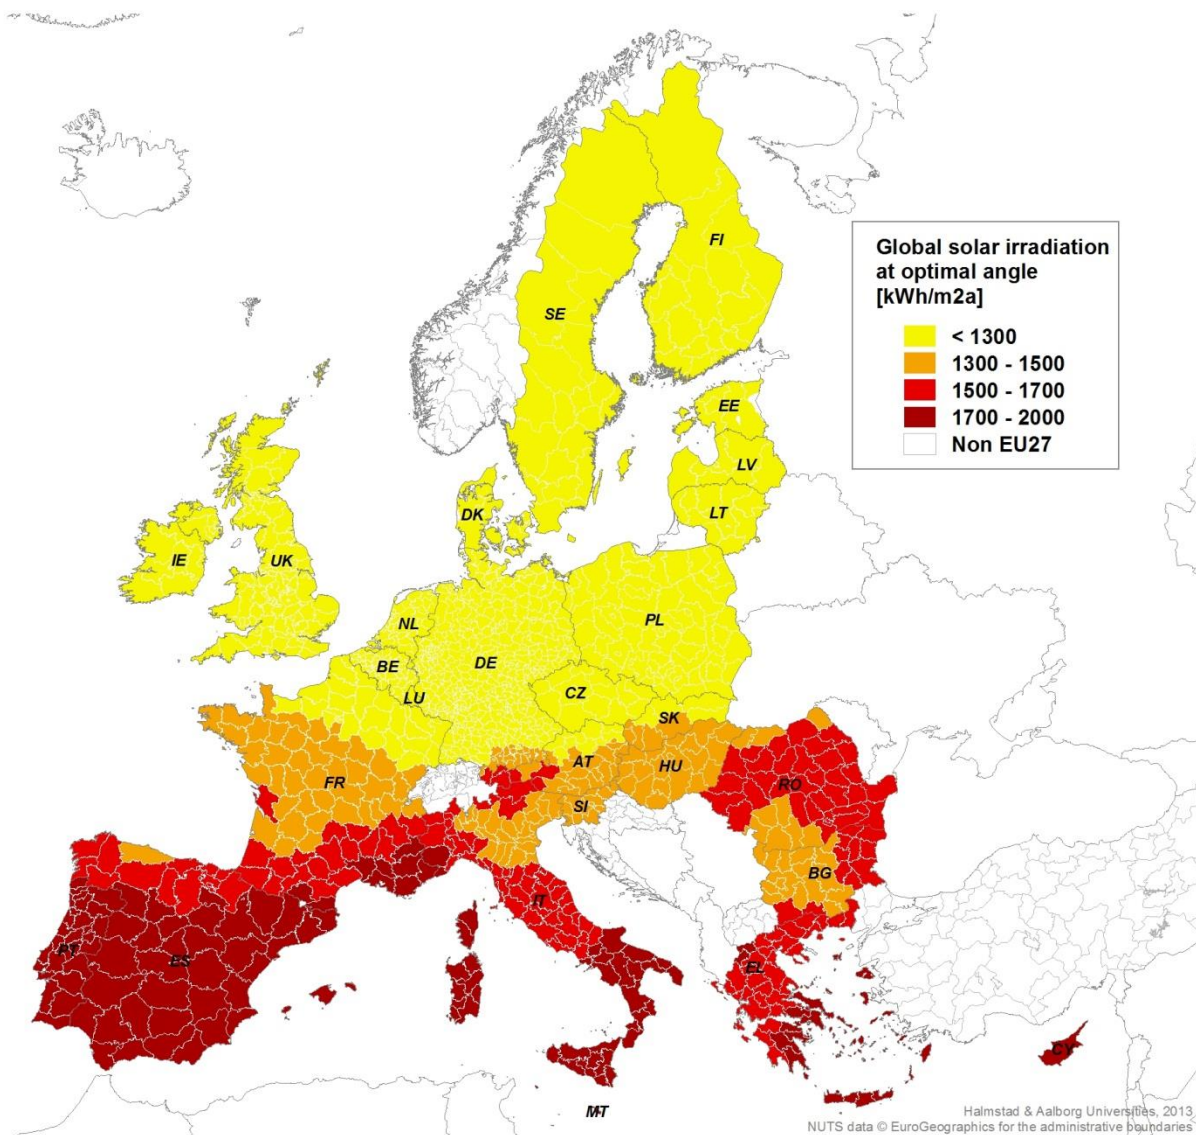 FI
SE
Global solar irradiation
at optimal angle
[kWh/m2a]
< 1300
1300 - 1500
1500 - 1700
1700 - 2000
Non EU27
EE
LV
LT
DK
IE
UK
NL
PL
BE
DE
LU
CZ
SK
AT
HU
FR
RO
SI
BG
IT
PT
ES
EL
CY
MT
Halmstad & Aalborg Universities, 2013
NUTS data © EuroGeographics for the administrative boundaries